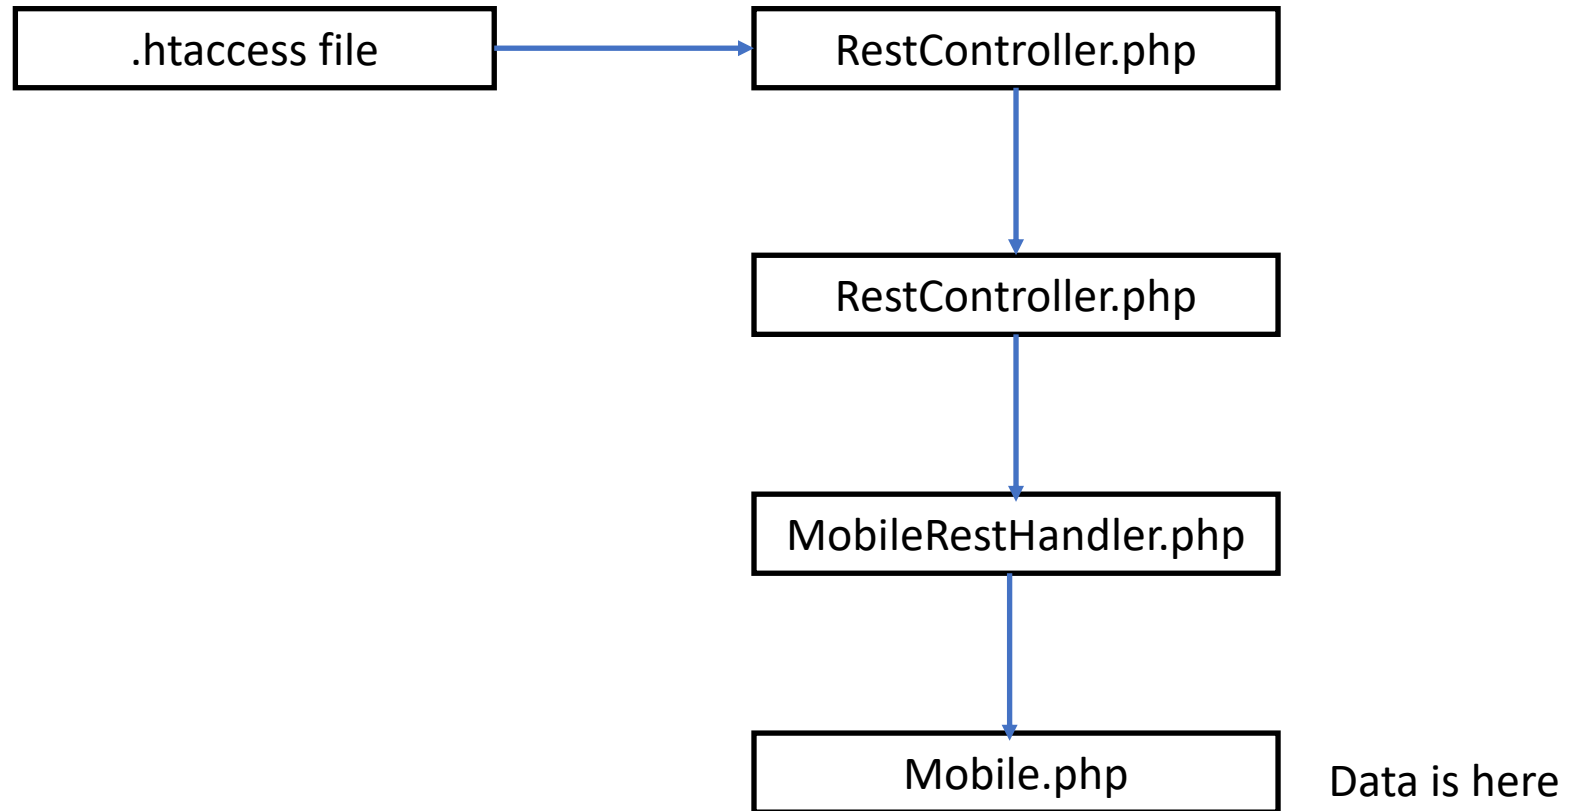 .htaccess file
RestController.php
RestController.php
MobileRestHandler.php
Mobile.php
Data is here